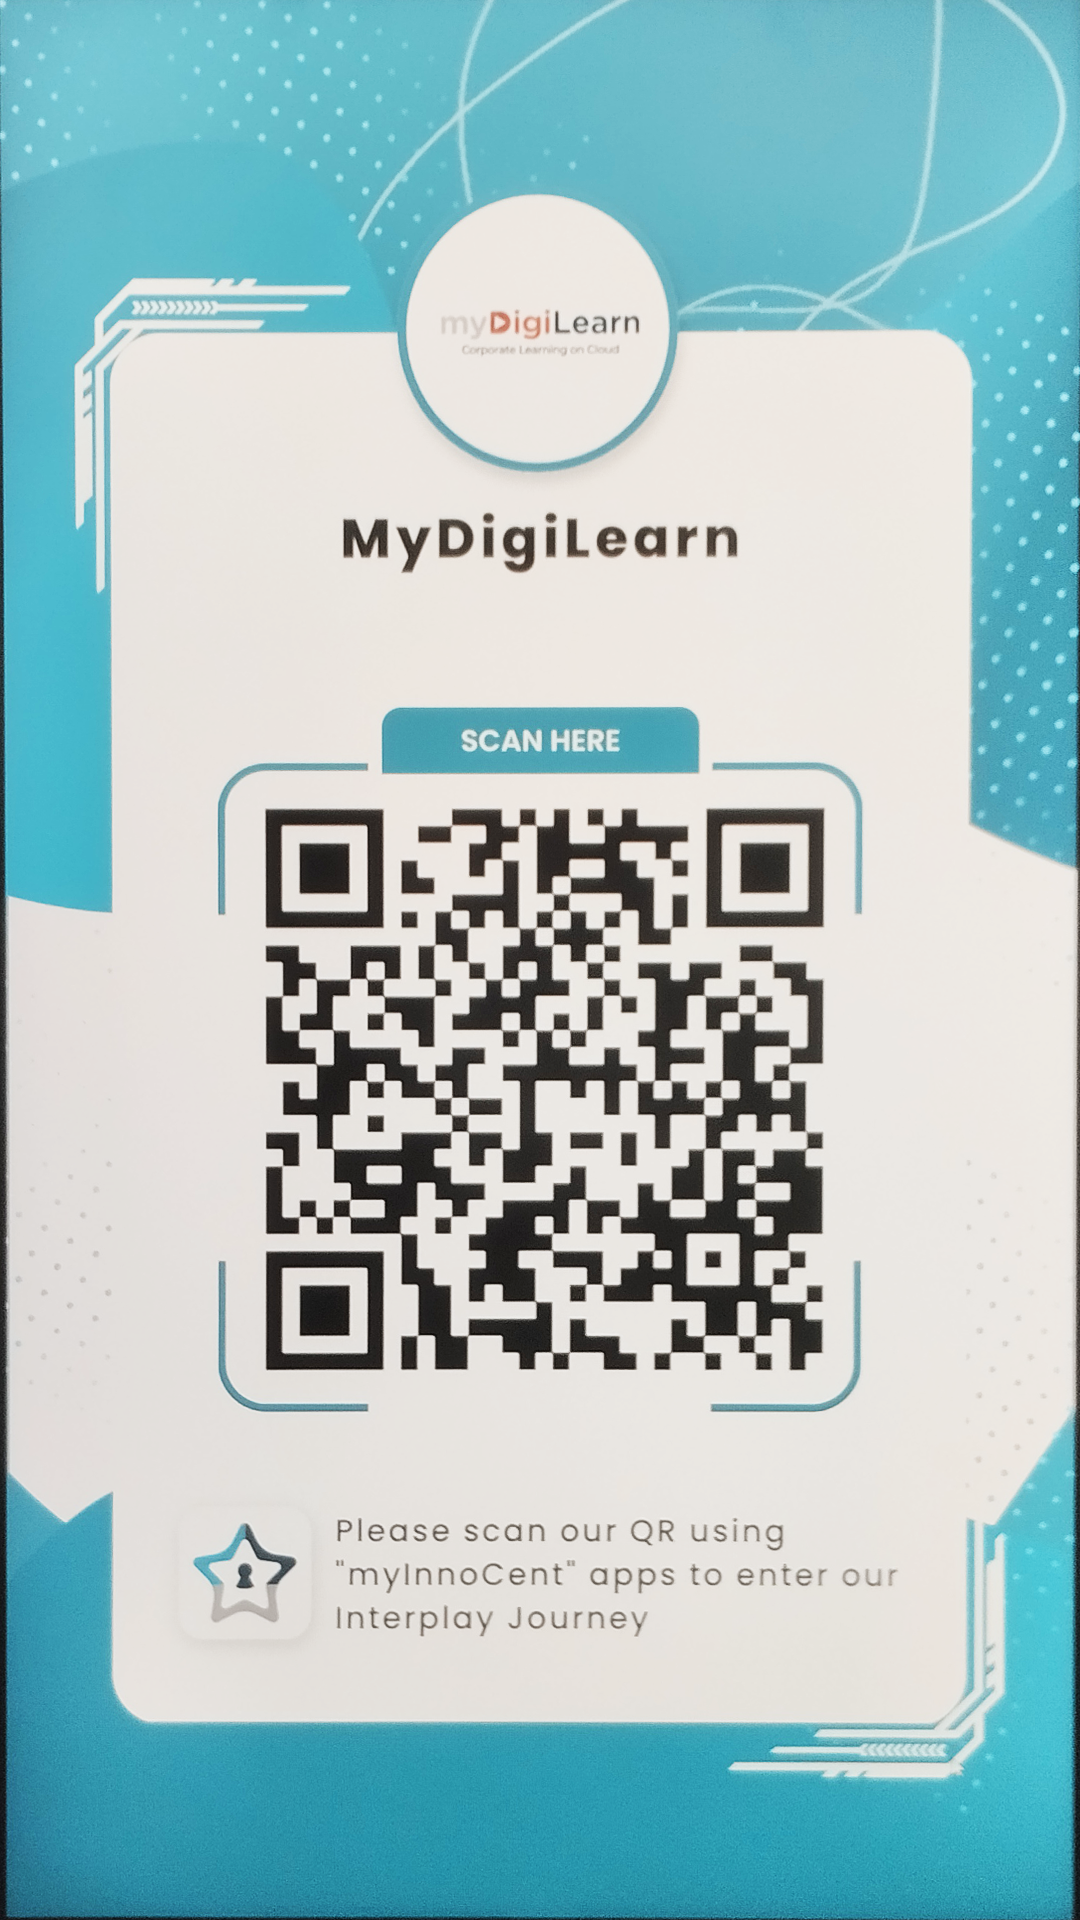 myDigiLearn
Corporate Learning on Cloud
MyDigiLearn
SCAN HERE
Please scan our QR using
"myInnoCent" apps to enter our
Interplay Journey